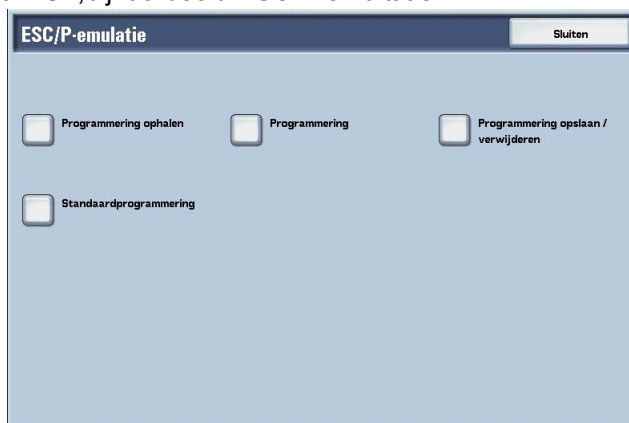 ESC/P-emulatie
Sluiten
Programmering ophalen
Programmering
Programmering opslaan /
verwijderen
Standaardprogrammering